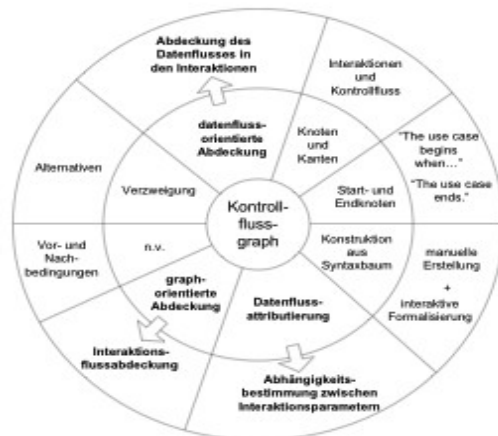 Abdeckung des
Datenflusses in
den Interaktionen
Interaktionen
und
Kontrollfluss
datenfluss-
orientierte
Abdeckung
Knoten
und
Kanten
"The use case
begins
when…"
"The use case
ends."
Alternativen
Verzweigung
Start- und
Endknoten
Kontroll-
fluss-
graph
Vor- und
Nach-
bedingungen
n.v.
Konstruktion
aus
Syntaxbaum
manuelle
Erstellung
+
interaktive
Formalisierung
graph-
orientierte
Abdeckung
Datenfluss-
attributierung
Interaktions-
flussabdeckung
Abhängigkeits-
bestimmung zwischen
Interaktionsparametern